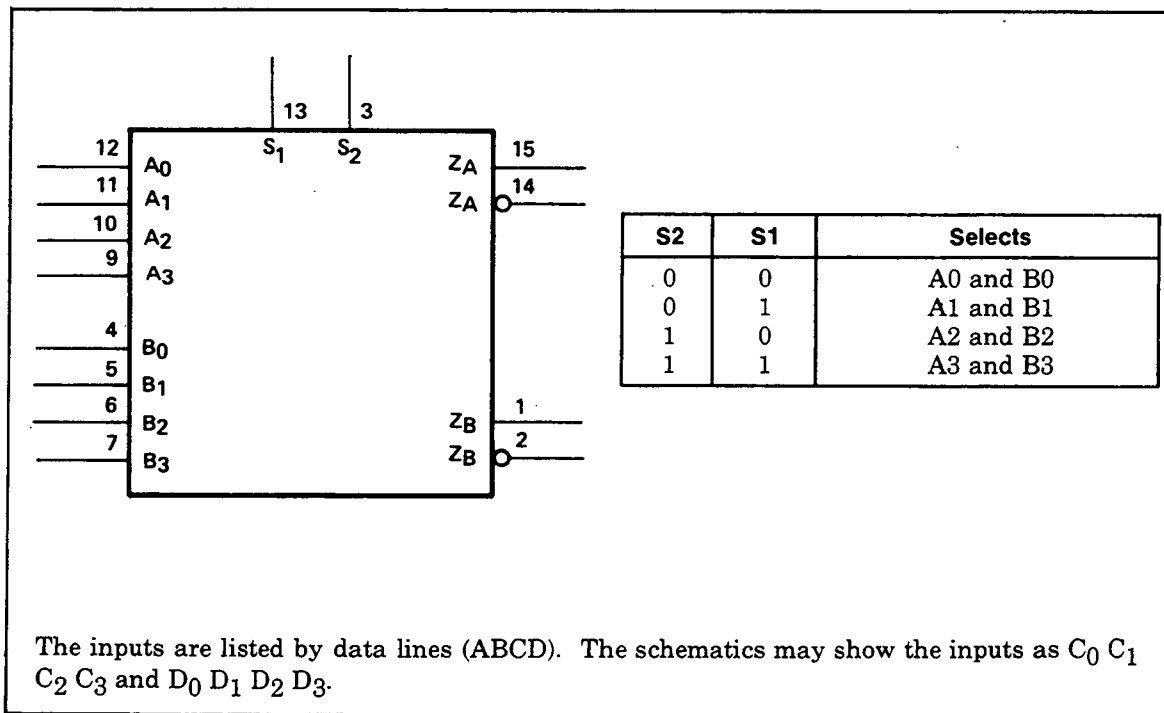 13 3
S1 S2
12 A0 ZA 15
11 A1 ZA 14
10 A2
9 A3
4 B0
5 B1
6 B2 ZB 1
7 B3 ZB 2
S2 S1 Selects
0 0 A0 and B0
0 1 A1 and B1
1 0 A2 and B2
1 1 A3 and B3
The inputs are listed by data lines (ABCD). The schematics may show the inputs as C0 C1
C2 C3 and D0 D1 D2 D3.